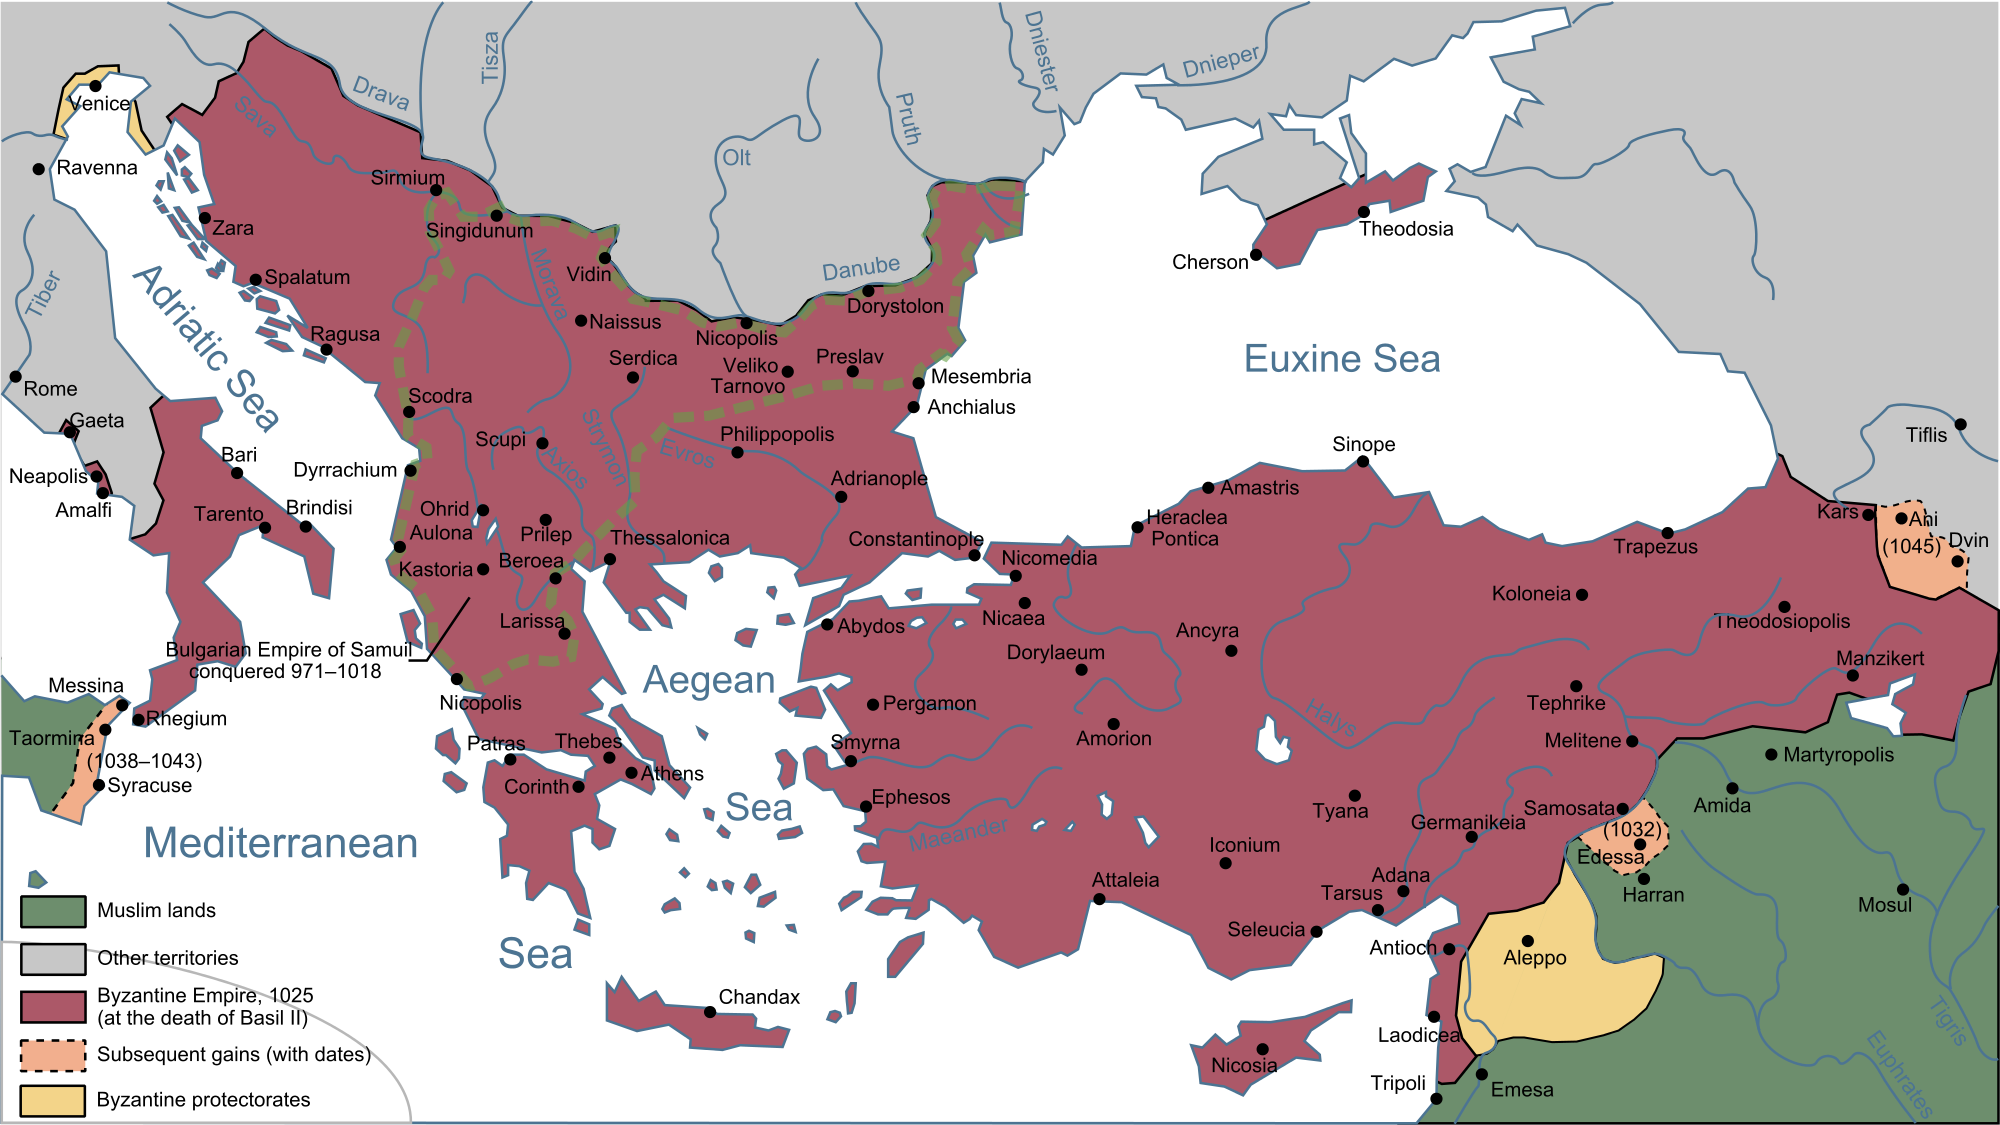 Drava
Tisza
Dniester
Dnieper
Venice
Sava
Pruth
Olt
Ravenna
Sirmium
Zara
Singidunum
Theodosia
Cherson
Tiber
Adriatic Sea
Spalatum
Morava
Vidin
Danube
Dorystolon
Ragusa
Naissus
Nicopolis
Serdica
Veliko
Tarnovo
Preslav
Euxine Sea
Mesembria
Anchialus
Rome
Gaeta
Scodra
Scupi
Axios
Strymon
Evros
Philippopolis
Sinope
Tiflis
Bari
Neapolis
Amalfi
Dyrrachium
Adrianople
Amastris
Tarento
Brindisi
Ohrid
Aulona
Prilep
Thessalonica
Constantinople
Heraclea
Pontica
Trapezus
Kars
Ani
(1045)
Dvin
Kastoria
Beroea
Nicomedia
Nicaea
Koloneia
Theodosiopolis
Larissa
Abydos
Ancyra
Dorylaeum
Manzikert
Bulgarian Empire of Samuil
conquered 971–1018
Messina
Nicopolis
Aegean
Pergamon
Halys
Tephrike
Rhegium
Taormina
(1038–1043)
Syracuse
Patras
Thebes
Athens
Corinth
Smyrna
Amorion
Melitene
Martyropolis
Sea
Ephesos
Maeander
Tyana
Germanikeia
Samosata
(1032)
Edessa
Amida
Mediterranean
Iconium
Attaleia
Adana
Tarsus
Harran
Mosul
Sea
Seleucia
Antioch
Aleppo
Chandax
Laodicea
Nicosia
Tripoli
Emesa
Tigris
Euphrates
Muslim lands
Other territories
Byzantine Empire, 1025
(at the death of Basil II)
Subsequent gains (with dates)
Byzantine protectorates